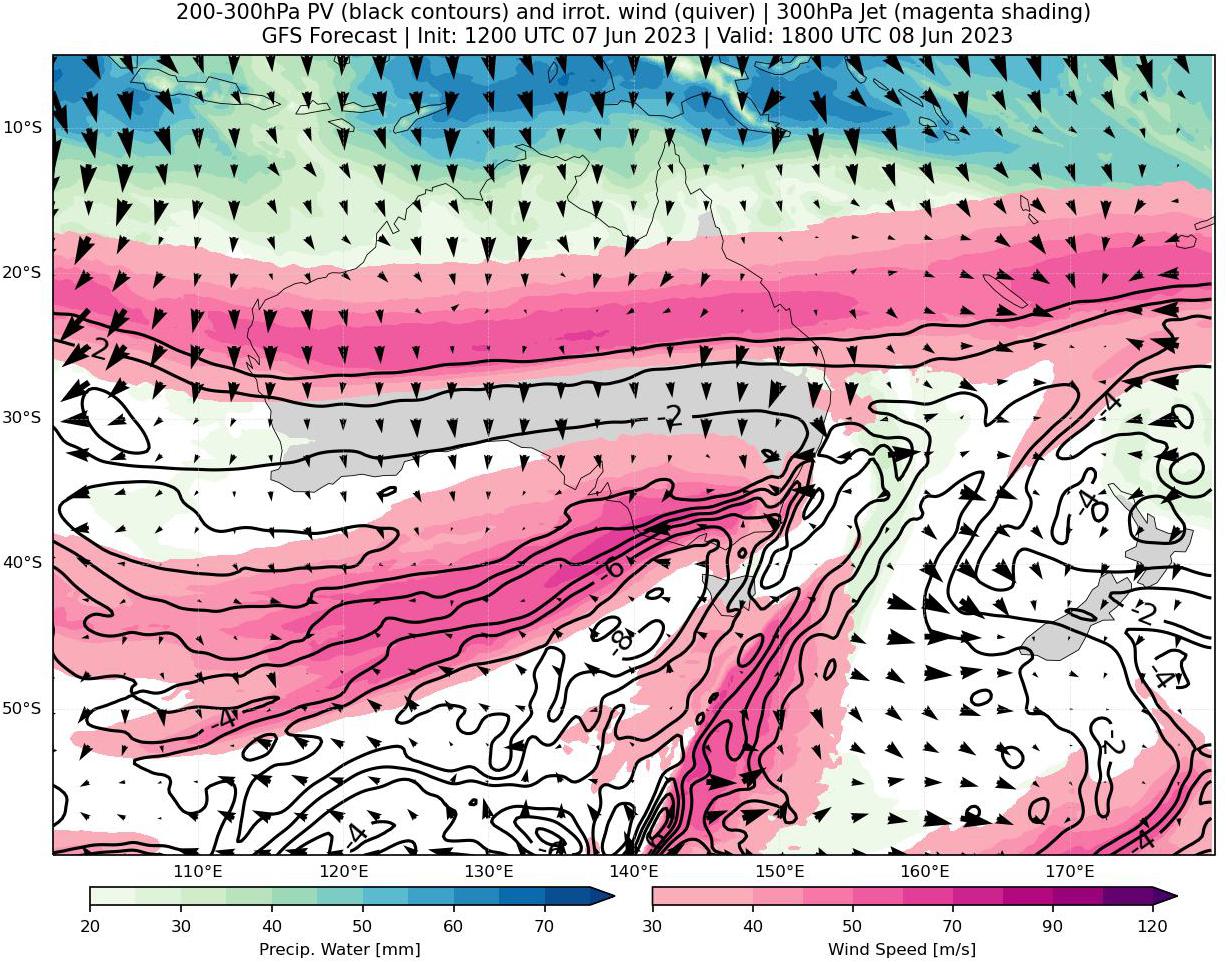 200-300hPa PV (black contours) and irrot. wind (quiver) | 300hPa Jet (magenta shading)
GFS Forecast | Init: 1200 UTC 07 Jun 2023 | Valid: 1800 UTC 08 Jun 2023
10°S
20°S
-2
-4
30°S
-2
-4
40°S
-6
-2
-8
-4
50°S
-4
-2
-4
-4
110°E 120°E 130°E 140°E 150°E 160°E 170°E
20 30 40 50 60 70
30 40 50 70 90 120
Precip. Water [mm]
Wind Speed [m/s]